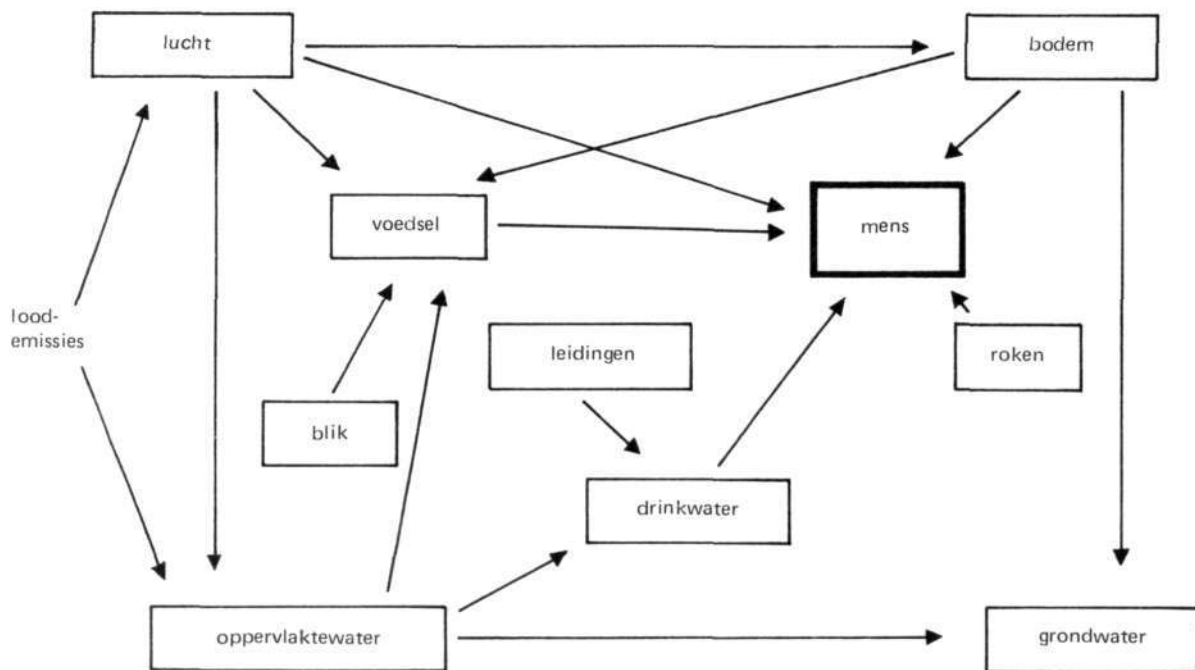 lucht
bodem
voedsel
mens
lood-
emissies
leidingen
roken
blik
drinkwater
oppervlaktewater
grondwater